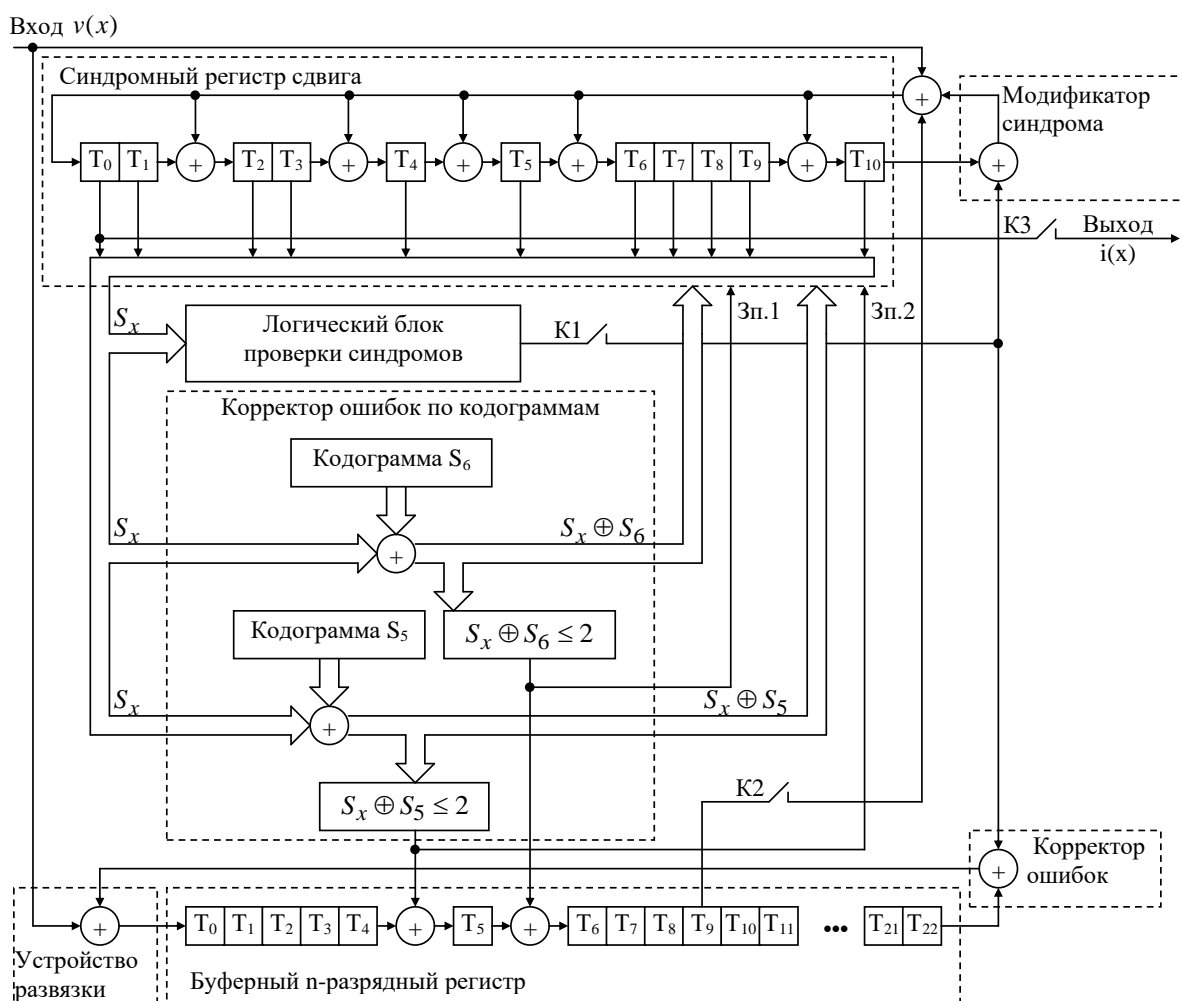 Вход v(x)
Синдромный регистр сдвига
Модификатор
синдрома
+
T₀ T₁ + T₂ T₃ + T₄ + T₅ + T₆ T₇ T₈ T₉ + T₁₀ +
К3
Выход
i(x)
Sₓ
Логический блок
проверки синдромов
К1
Зп.1
Зп.2
Корректор ошибок по кодограммам
Кодограмма S₆
Sₓ
+
Sₓ ⊕ S₆
Кодограмма S₅
Sₓ ⊕ S₆ ≤ 2
Sₓ
+
Sₓ ⊕ S₅
Sₓ ⊕ S₅ ≤ 2
К2
+
Корректор
ошибок
+
T₀ T₁ T₂ T₃ T₄ + T₅ + T₆ T₇ T₈ T₉ T₁₀ T₁₁ ••• T₂₁ T₂₂
Устройство
развязки
Буферный n-разрядный регистр